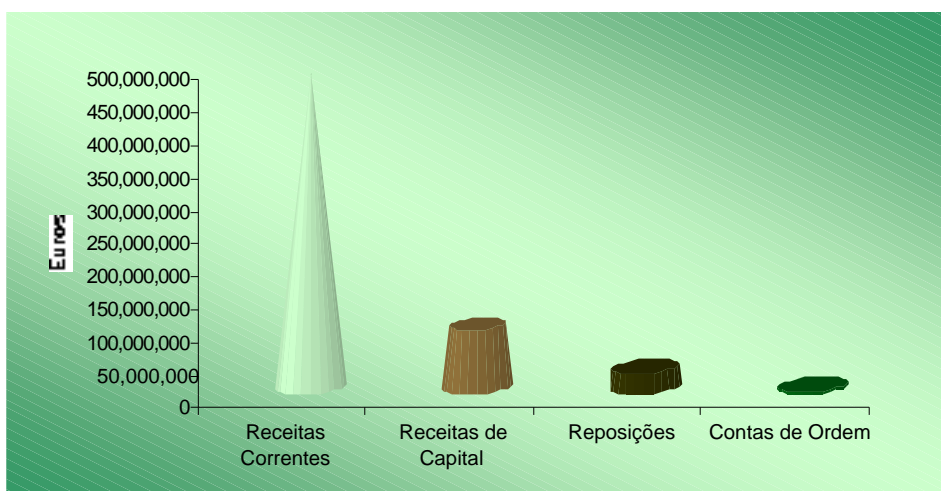 500,000,000
450,000,000
400,000,000
350,000,000
300,000,000
250,000,000
200,000,000
150,000,000
100,000,000
50,000,000
0
Euros
Receitas
Correntes
Receitas de
Capital
Reposições
Contas de Ordem